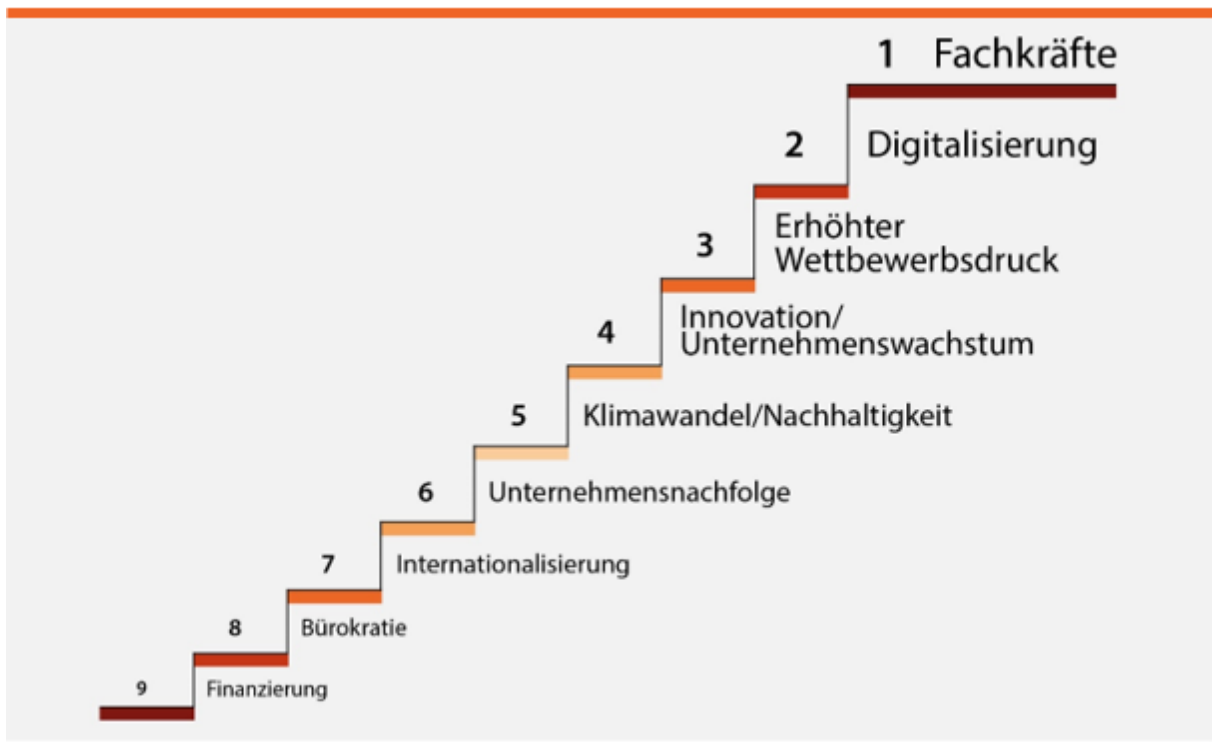 1 Fachkräfte
2 Digitalisierung
3 Erhöhter
Wettbewerbsdruck
4 Innovation/
Unternehmenswachstum
5 Klimawandel/Nachhaltigkeit
6 Unternehmensnachfolge
7 Internationalisierung
8 Bürokratie
9 Finanzierung